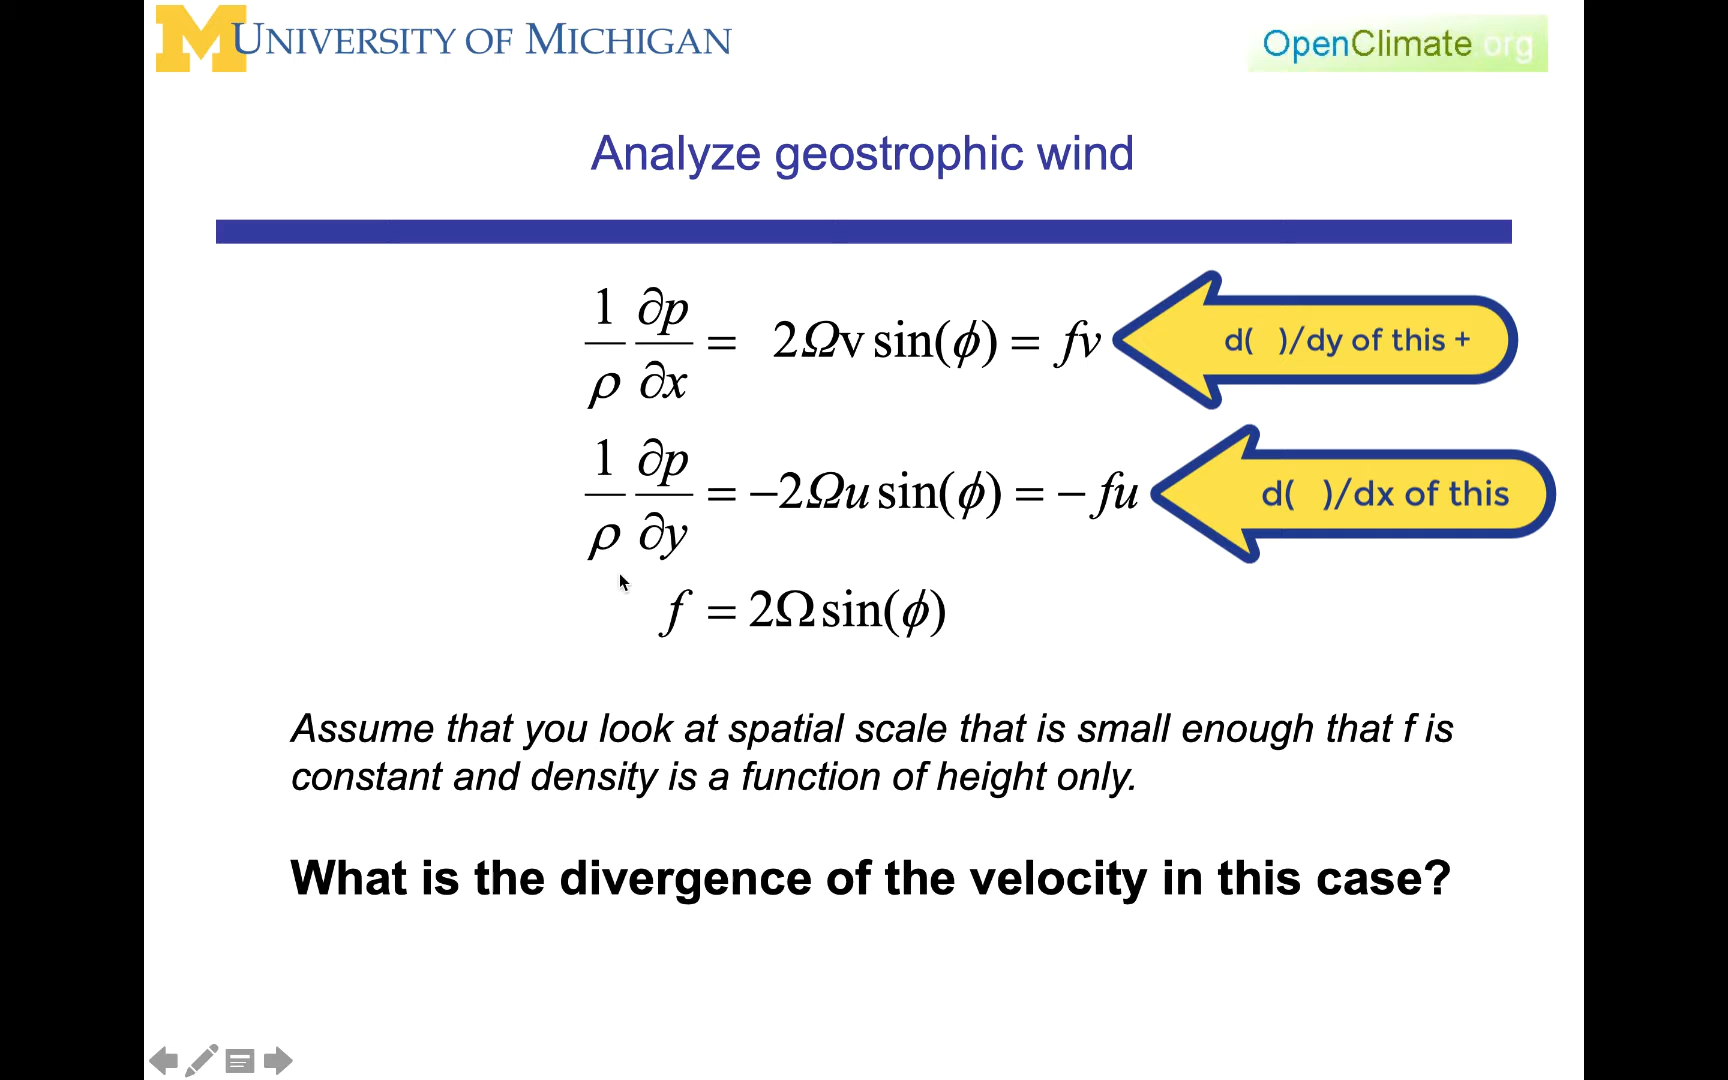 UNIVERSITY OF MICHIGAN
OpenClimate.org
Analyze geostrophic wind
1/ρ ∂p/∂x = 2Ωv sin(ϕ) = fv
d( )/dy of this +
1/ρ ∂p/∂y = −2Ωu sin(ϕ) = − fu
d( )/dx of this
f = 2Ω sin(ϕ)
Assume that you look at spatial scale that is small enough that f is
constant and density is a function of height only.
What is the divergence of the velocity in this case?